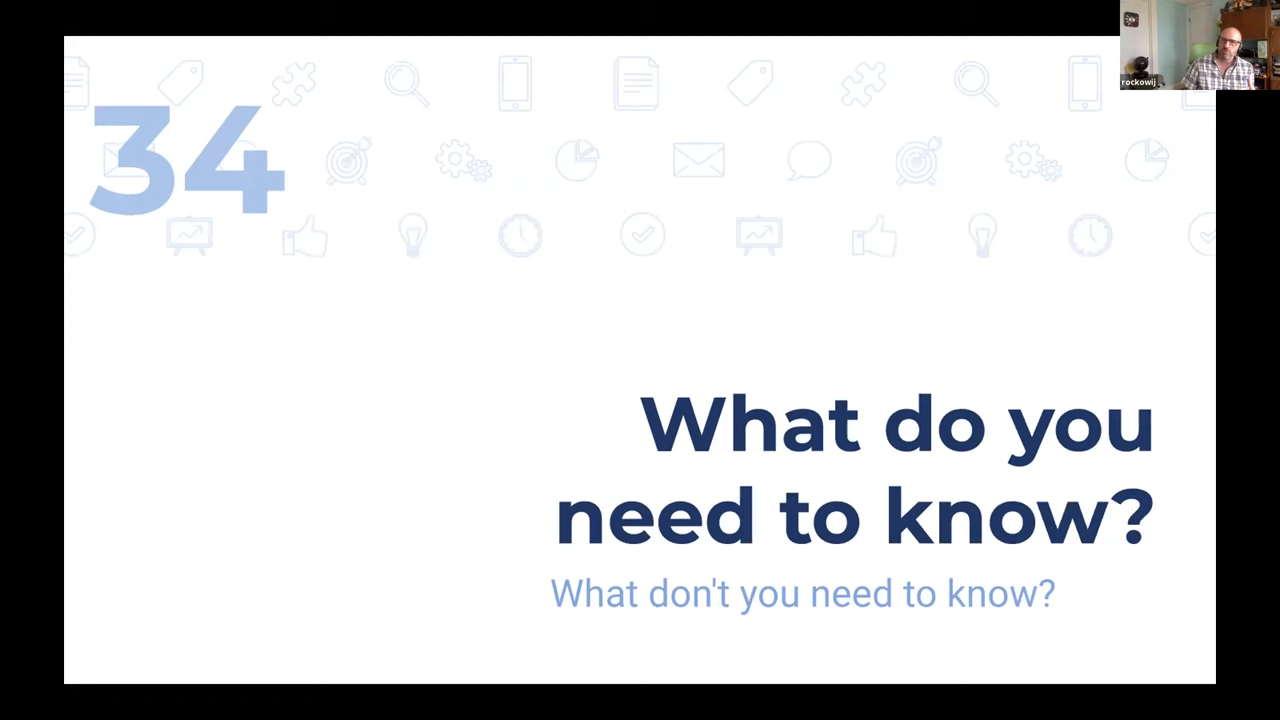 rockowij
34
What do you
need to know?
What don't you need to know?